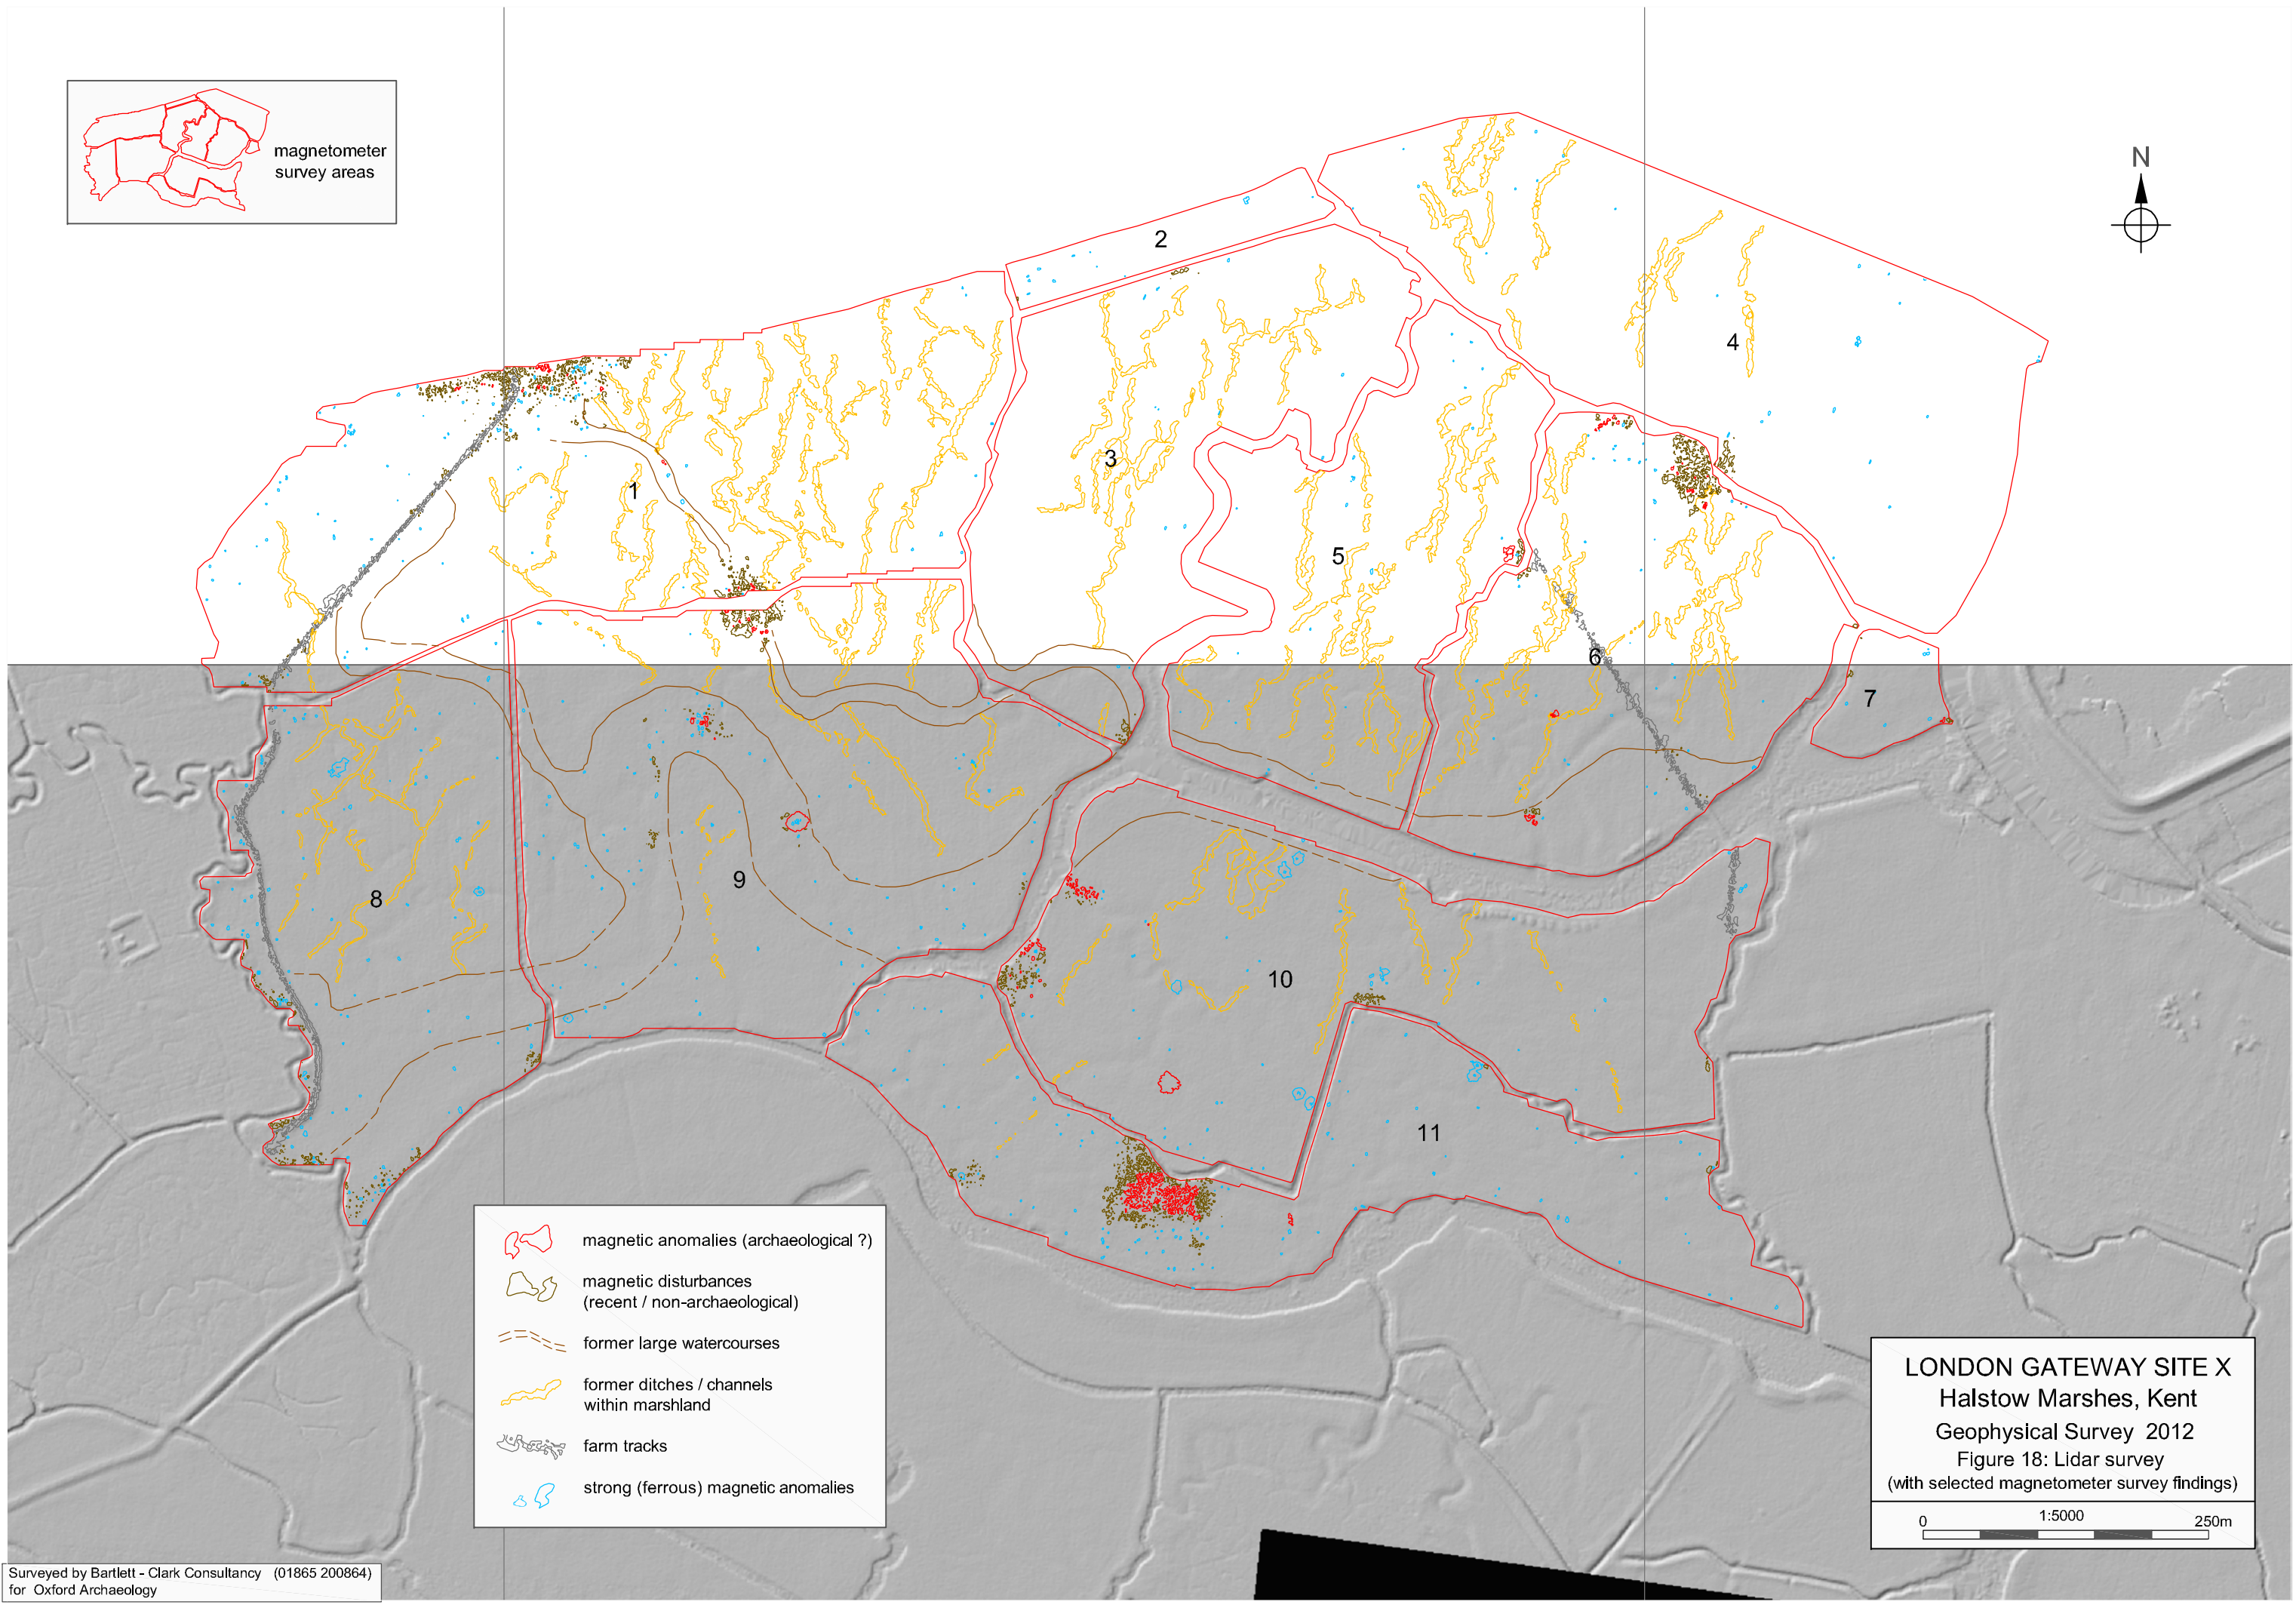 magnetometer
survey areas
N
2
4
3
1
5
6
7
8
9
10
11
magnetic anomalies (archaeological ?)
magnetic disturbances
(recent / non-archaeological)
former large watercourses
former ditches / channels
within marshland
farm tracks
strong (ferrous) magnetic anomalies
LONDON GATEWAY SITE X
Halstow Marshes, Kent
Geophysical Survey 2012
Figure 18: Lidar survey
(with selected magnetometer survey findings)
1:5000
0 250m
Surveyed by Bartlett - Clark Consultancy (01865 200864)
for Oxford Archaeology